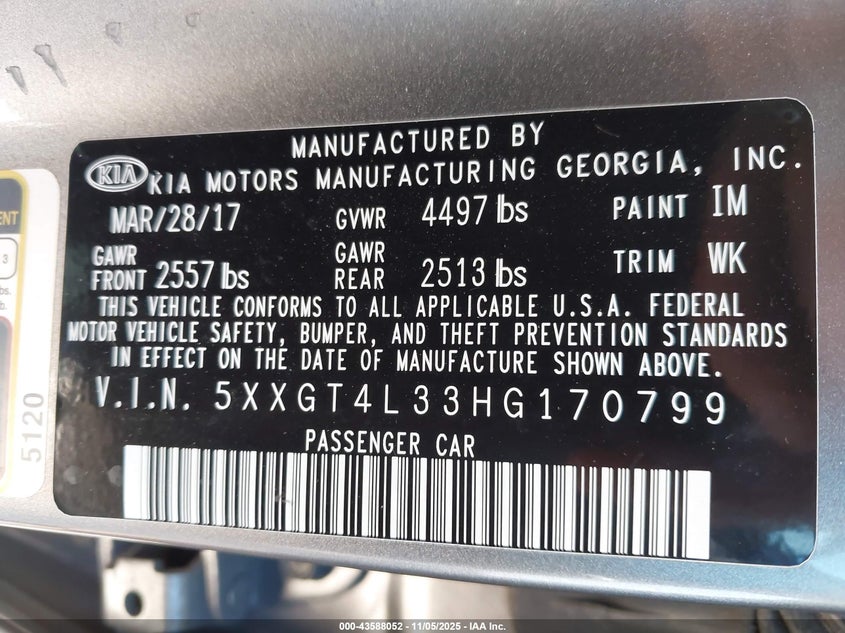 MANUFACTURED BY
KIA KIA MOTORS MANUFACTURING GEORGIA, INC.
MAR/28/17 GVWR 4497 lbs PAINT IM
GAWR FRONT 2557 lbs GAWR REAR 2513 lbs TRIM WK
THIS VEHICLE CONFORMS TO ALL APPLICABLE U.S.A. FEDERAL
MOTOR VEHICLE SAFETY, BUMPER, AND THEFT PREVENTION STANDARDS
IN EFFECT ON THE DATE OF MANUFACTURE SHOWN ABOVE.
V.I.N. 5XXGT4L33HG170799
PASSENGER CAR
3
5120
000-43588052 — 11/05/2025 — IAA Inc.